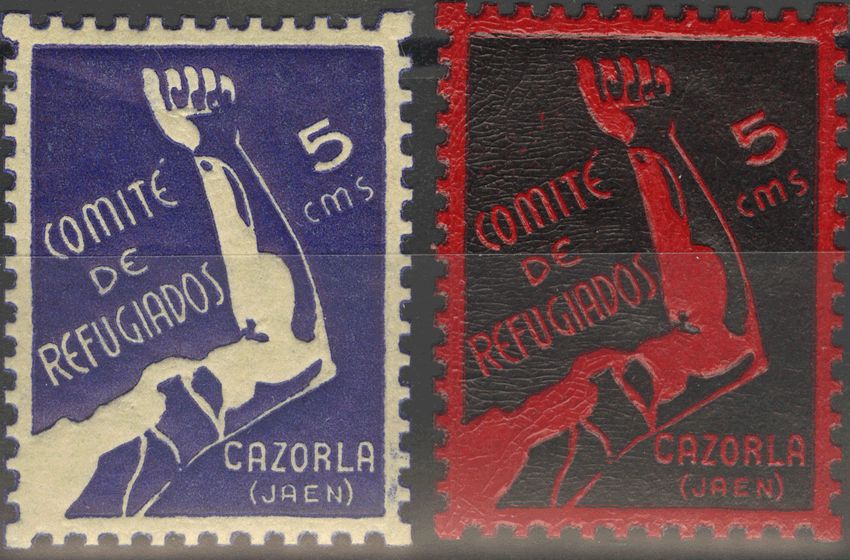 5
cms
COMITÉ
DE
REFUGIADOS
CAZORLA
(JAEN)
5
cms
COMITÉ
DE
REFUGIADOS
CAZORLA
(JAEN)